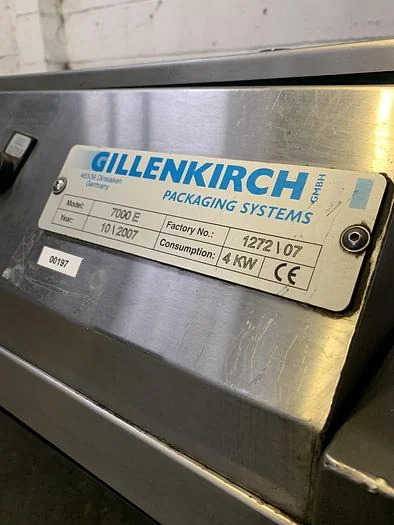 GILLENKIRCH GMBH
46536 Dinslaken
Germany
PACKAGING SYSTEMS
Model: 7000 E
Factory No.: 1272\07
Year: 10\2007
Consumption: 4 KW CE
00197